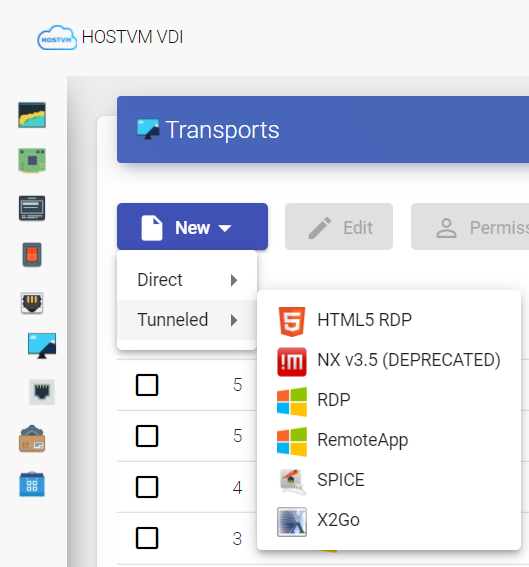 HOSTVM HOSTVM VDI
Transports
New Edit Permiss
Direct
Tunneled
HTML5 RDP
NX v3.5 (DEPRECATED)
RDP
RemoteApp
SPICE
X2Go
5
5
4
3